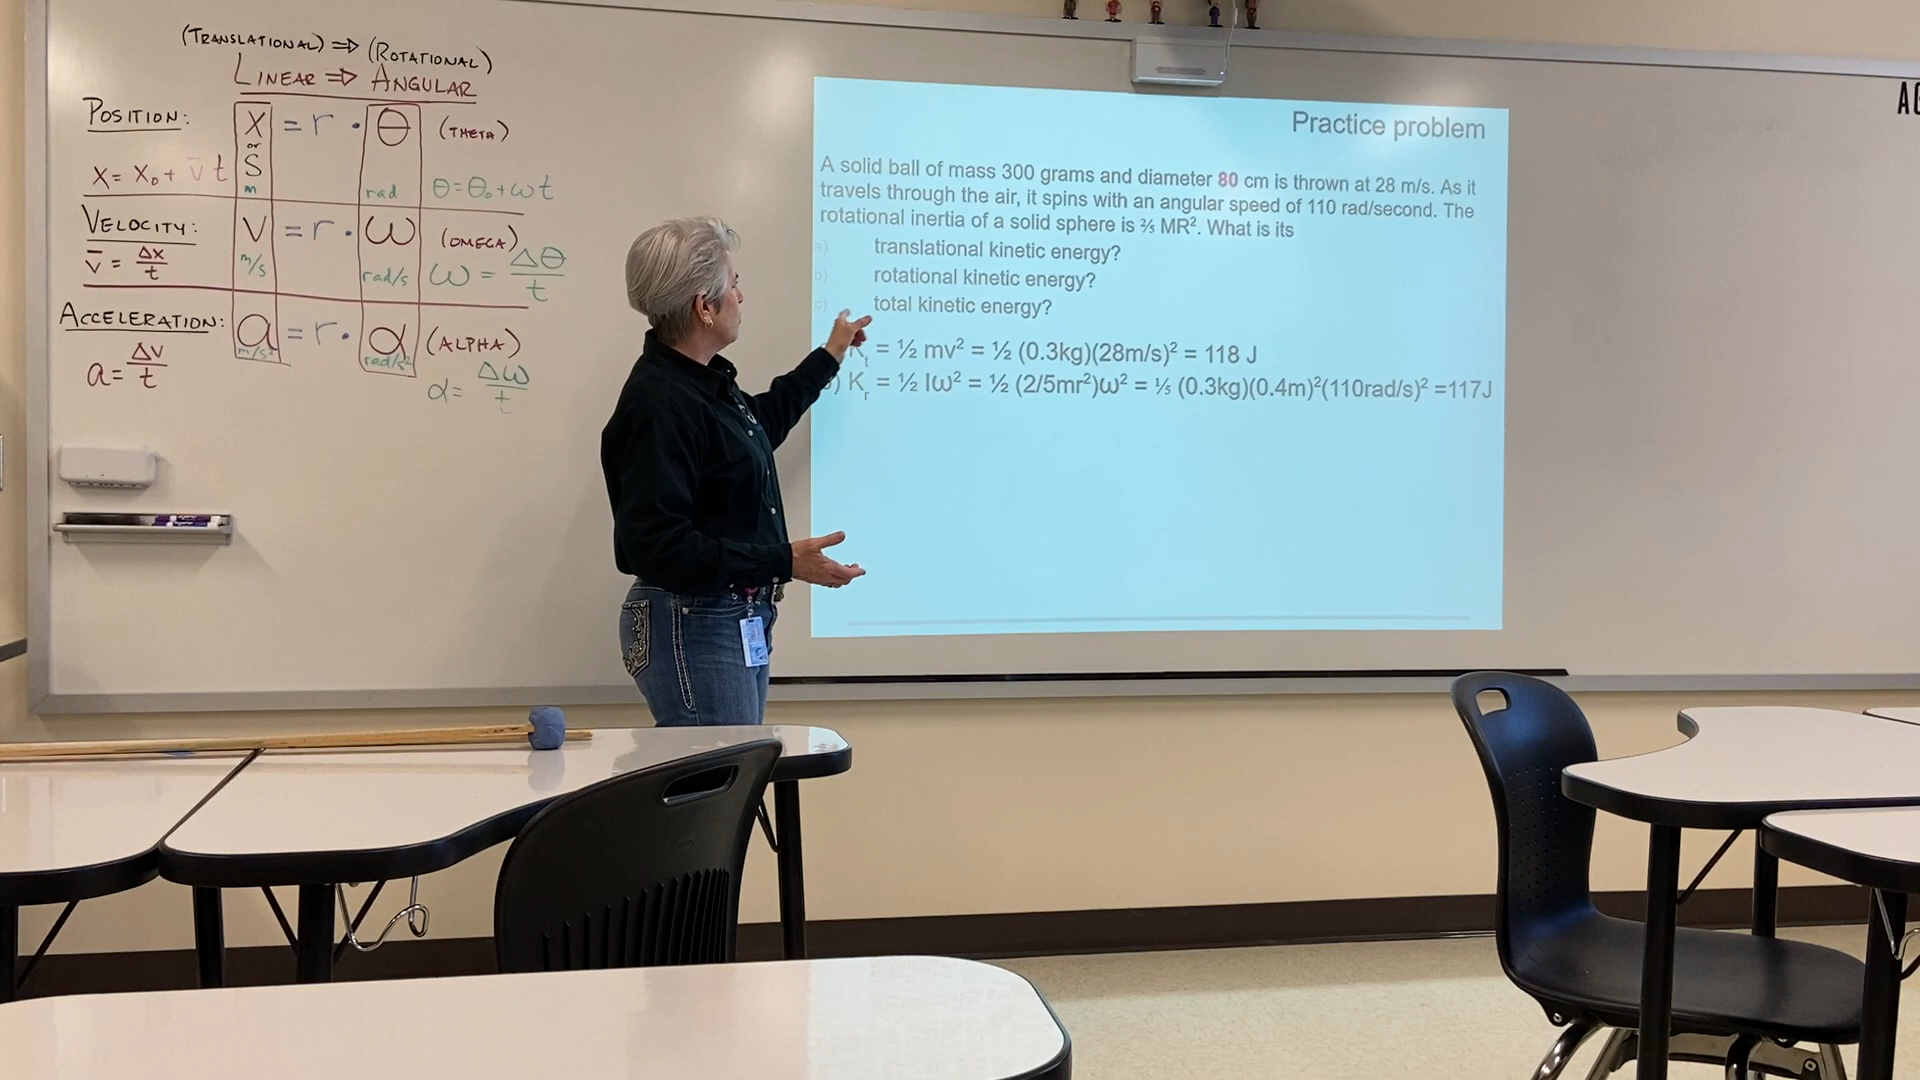 (TRANSLATIONAL) ⇒ (ROTATIONAL)
LINEAR ⇒ ANGULAR
POSITION:
X = r · θ (THETA)
or
S
X = X₀ + v̄ t
m
rad
θ = θ₀ + ωt
VELOCITY:
V = r · ω (OMEGA)
v̄ = Δx/t
m/s
rad/s
ω = Δθ/t
ACCELERATION:
a = r · α (ALPHA)
m/s²
rad/s²
a = Δv/t
α = Δω/t
Practice problem
A solid ball of mass 300 grams and diameter 80 cm is thrown at 28 m/s. As it
travels through the air, it spins with an angular speed of 110 rad/second. The
rotational inertia of a solid sphere is ⅖ MR². What is its
a) translational kinetic energy?
b) rotational kinetic energy?
c) total kinetic energy?
Kt = ½ mv² = ½ (0.3kg)(28m/s)² = 118 J
) Kr = ½ Iω² = ½ (2/5mr²)ω² = ⅕ (0.3kg)(0.4m)²(110rad/s)² =117J